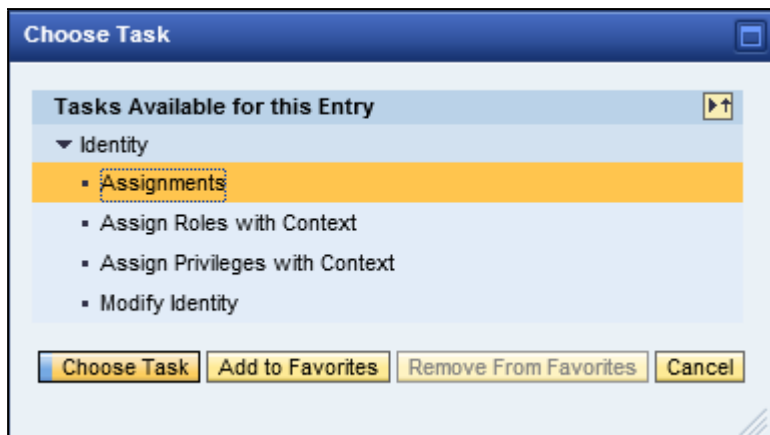 Choose Task
Tasks Available for this Entry
Identity
Assignments
Assign Roles with Context
Assign Privileges with Context
Modify Identity
Choose Task Add to Favorites Remove From Favorites Cancel